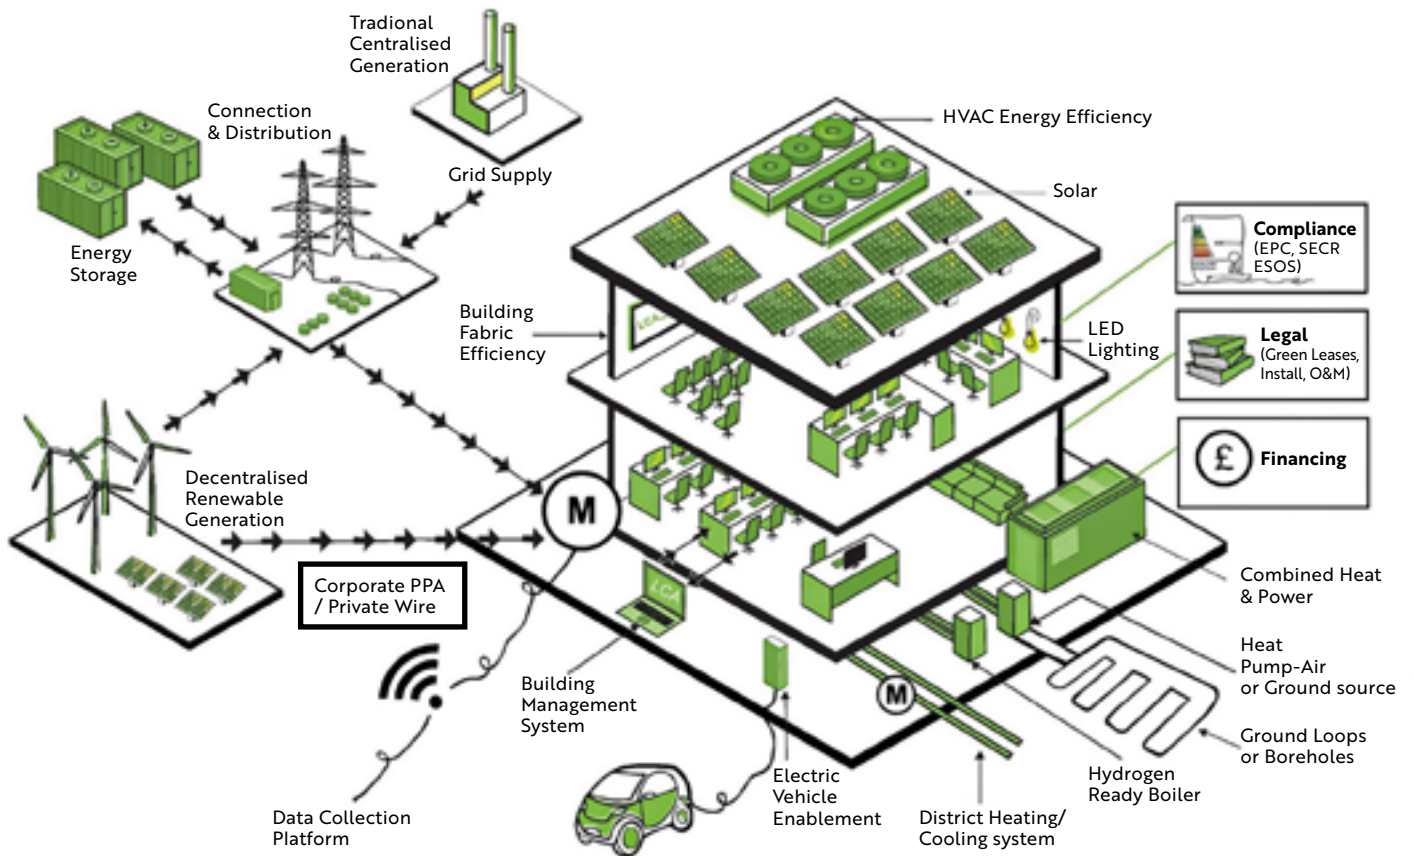 Tradional
Centralised
Generation
Connection
& Distribution
Grid Supply
Energy
Storage
HVAC Energy Efficiency
Solar
Compliance
(EPC, SECR
ESOS)
Building
Fabric
Efficiency
LCA
LED
Lighting
Legal
(Green Leases,
Install, O&M)
£
Financing
Decentralised
Renewable
Generation
M
Corporate PPA
/ Private Wire
LCA
Combined Heat
& Power
Heat
Pump-Air
or Ground source
Building
Management
System
M
Ground Loops
or Boreholes
Electric
Vehicle
Enablement
Hydrogen
Ready Boiler
Data Collection
Platform
District Heating/
Cooling system